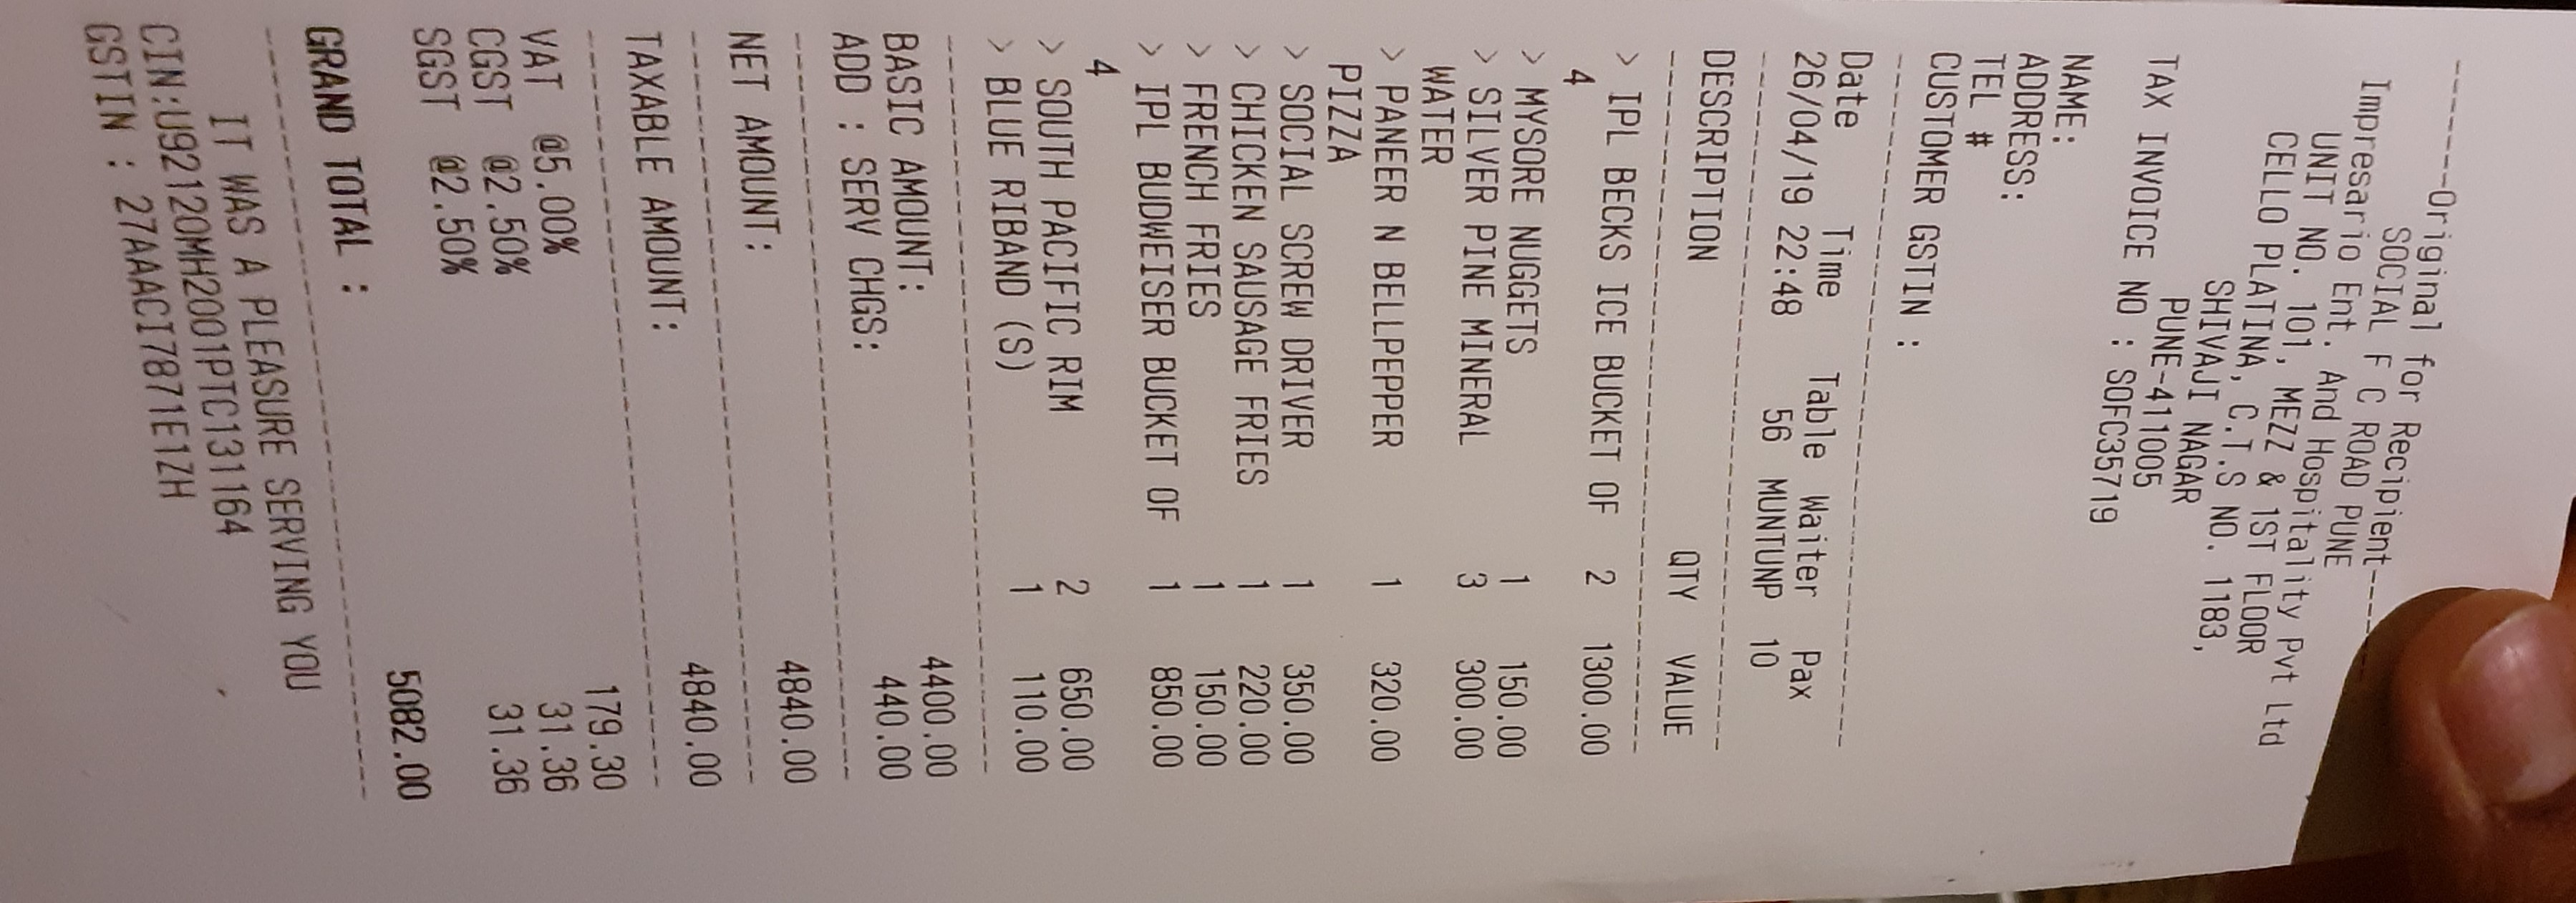 -------Original for Recipient-------
SOCIAL F C ROAD PUNE
Impresario Ent. And Hospitality Pvt Ltd
UNIT NO. 101, MEZZ & 1ST FLOOR
CELLO PLATINA, C.T.S NO. 1183,
SHIVAJI NAGAR
PUNE-411005
TAX INVOICE NO : SOFC35719
NAME:
ADDRESS:
TEL #
CUSTOMER GSTIN :
Date Time Table Waiter Pax
26/04/19 22:48 56 MUNTUNP 10
DESCRIPTION QTY VALUE
> IPL BECKS ICE BUCKET OF 2 1300.00
4
> MYSORE NUGGETS 1 150.00
> SILVER PINE MINERAL 3 300.00
WATER
> PANEER N BELLPEPPER 1 320.00
PIZZA
> SOCIAL SCREW DRIVER 1 350.00
> CHICKEN SAUSAGE FRIES 1 220.00
> FRENCH FRIES 1 150.00
> IPL BUDWEISER BUCKET OF 1 850.00
4
> SOUTH PACIFIC RIM 2 650.00
> BLUE RIBAND (S) 1 110.00
BASIC AMOUNT: 4400.00
ADD : SERV CHGS: 440.00
NET AMOUNT: 4840.00
TAXABLE AMOUNT: 4840.00
VAT @5.00% 179.30
CGST @2.50% 31.36
SGST @2.50% 31.36
GRAND TOTAL : 5082.00
IT WAS A PLEASURE SERVING YOU
CIN:U92120MH2001PTC131164
GSTIN : 27AAACI7871E1ZH